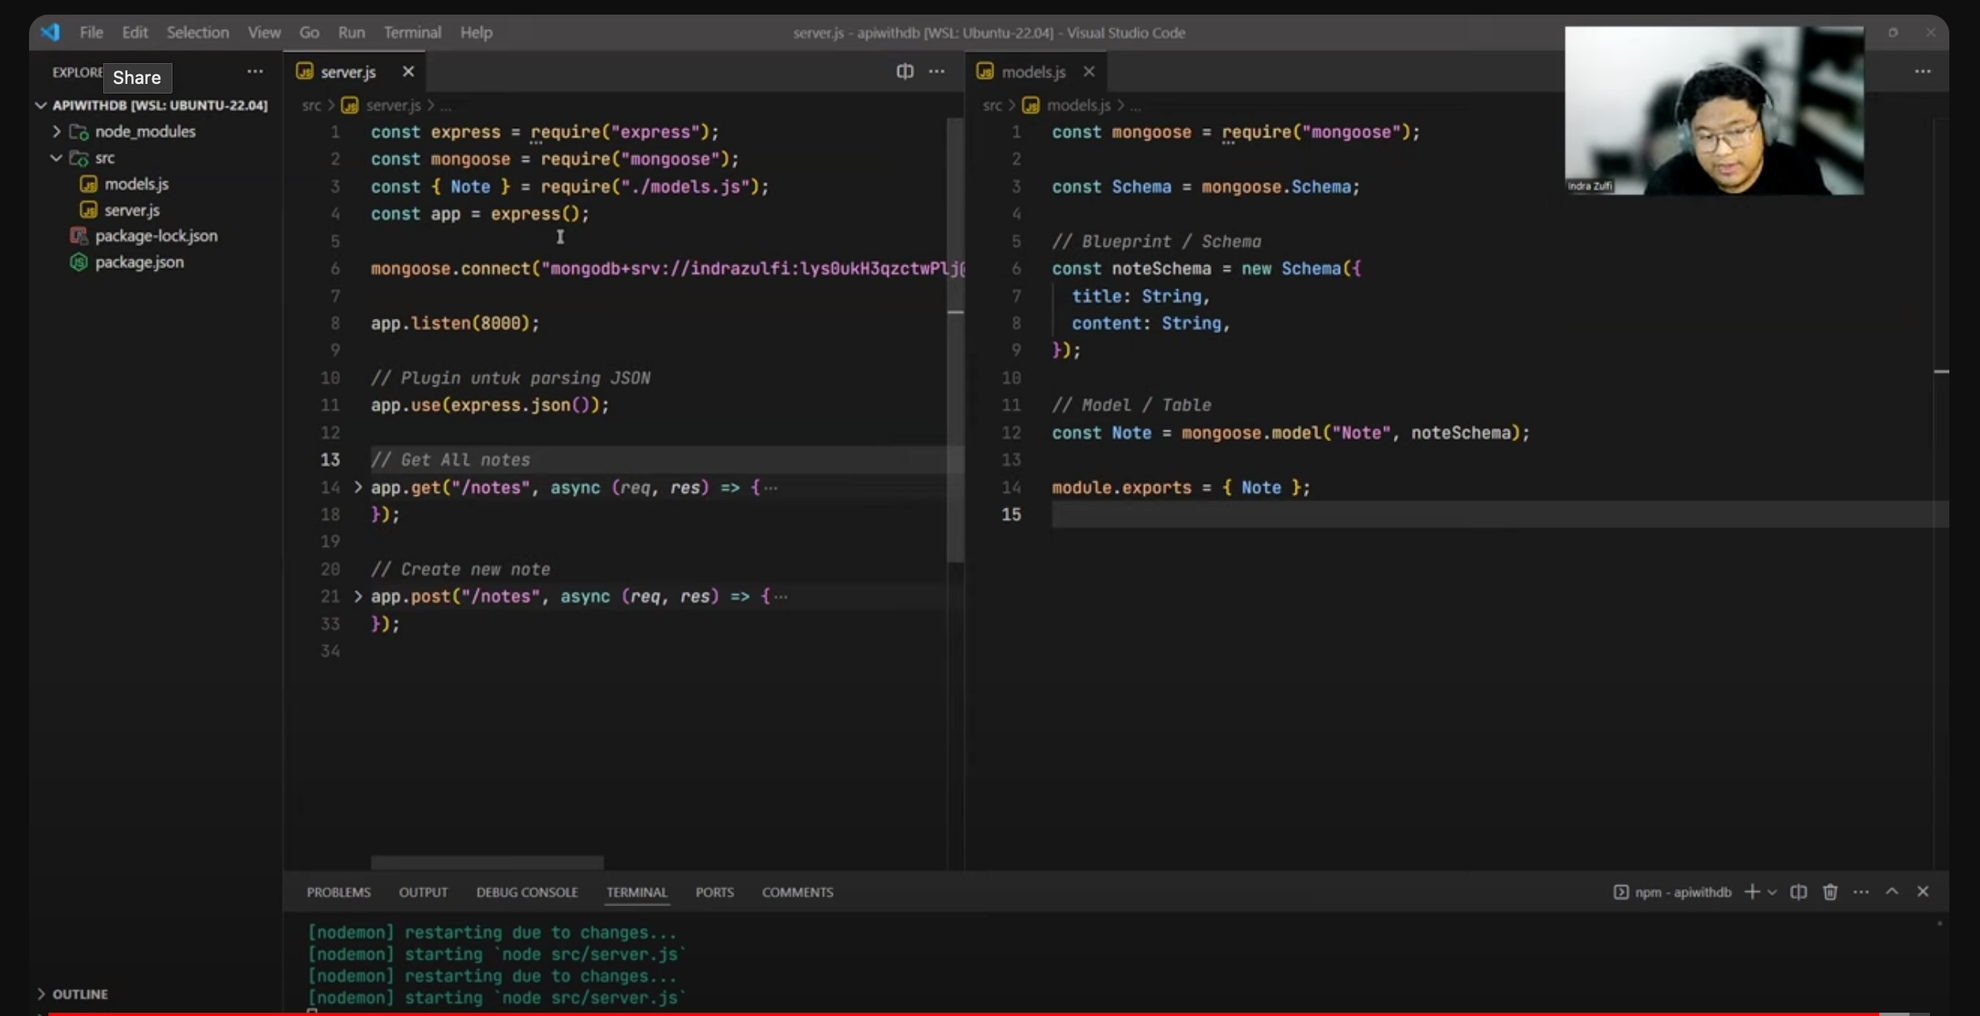 File Edit Selection View Go Run Terminal Help
server.js - apiwithdb [WSL: Ubuntu-22.04] - Visual Studio Code
EXPLORE
Share
APIWITHDB [WSL: UBUNTU-22.04]
node_modules
src
models.js
server.js
package-lock.json
package.json
OUTLINE
server.js
src > server.js > ...
1 const express = require("express");
2 const mongoose = require("mongoose");
3 const { Note } = require("./models.js");
4 const app = express();
5
6 mongoose.connect("mongodb+srv://indrazulfi:lys0ukH3qzctwPlj@
7
8 app.listen(8000);
9
10 // Plugin untuk parsing JSON
11 app.use(express.json());
12
13 // Get All notes
14 app.get("/notes", async (req, res) => {...
18 });
19
20 // Create new note
21 app.post("/notes", async (req, res) => {...
33 });
34
models.js
src > models.js > ...
1 const mongoose = require("mongoose");
2
3 const Schema = mongoose.Schema;
4
5 // Blueprint / Schema
6 const noteSchema = new Schema({
7 title: String,
8 content: String,
9 });
10
11 // Model / Table
12 const Note = mongoose.model("Note", noteSchema);
13
14 module.exports = { Note };
15
Indra Zulfi
PROBLEMS OUTPUT DEBUG CONSOLE TERMINAL PORTS COMMENTS
npm - apiwithdb
[nodemon] restarting due to changes...
[nodemon] starting `node src/server.js`
[nodemon] restarting due to changes...
[nodemon] starting `node src/server.js`